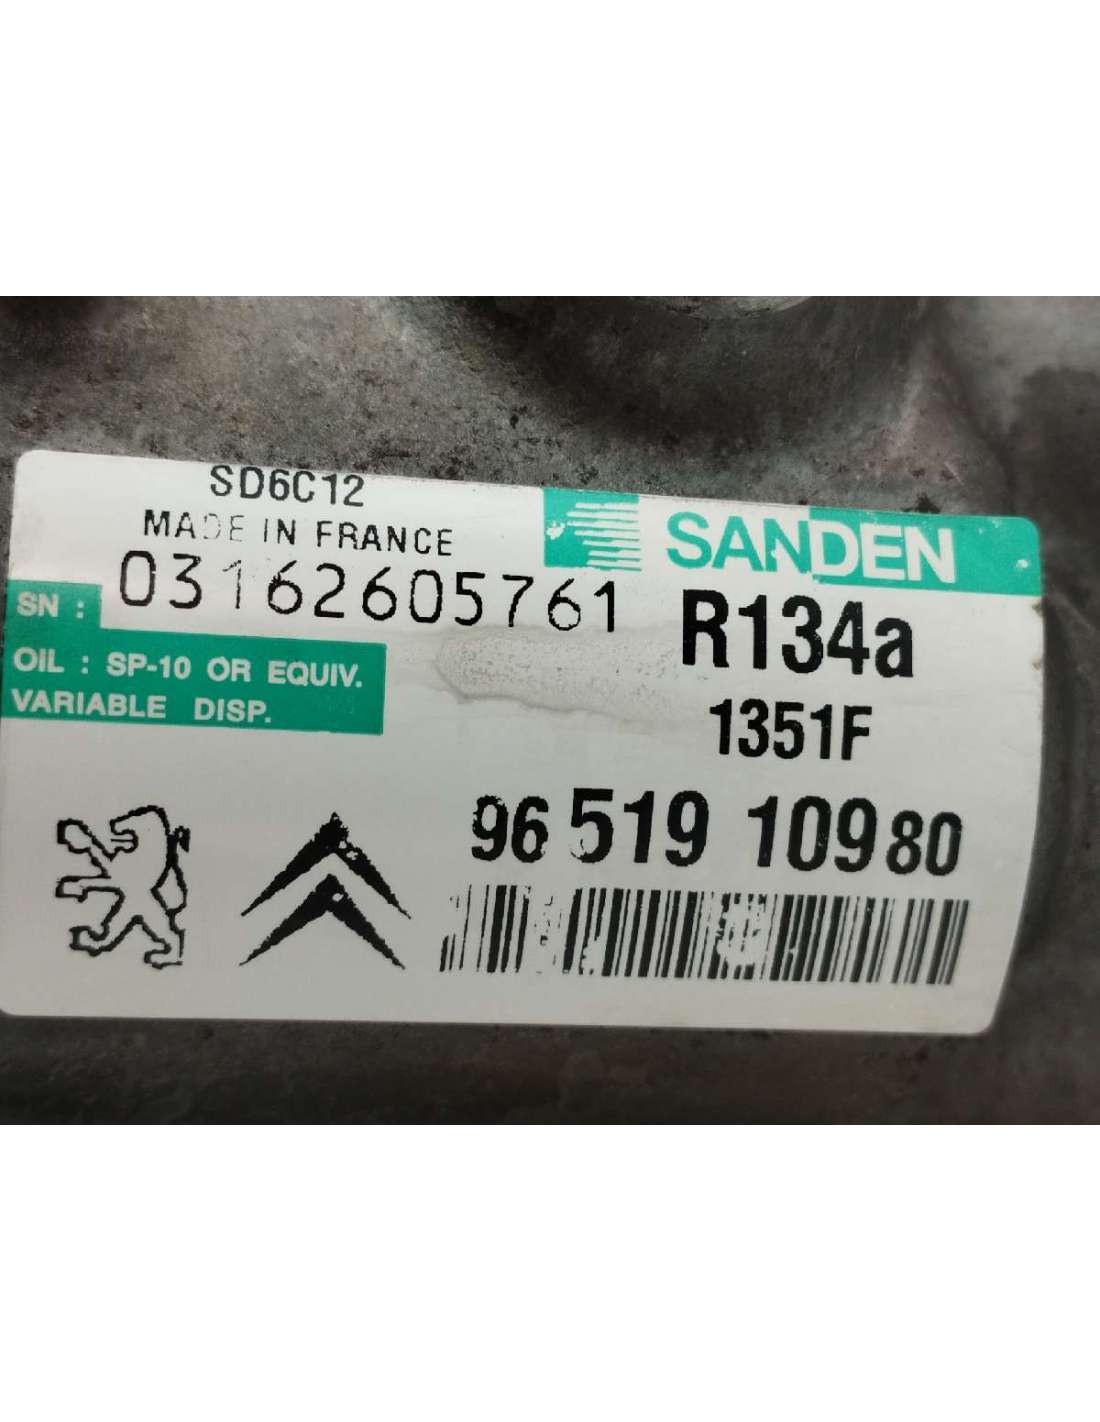 SD6C12
MADE IN FRANCE
SANDEN
SN : 03162605761
R134a
OIL : SP-10 OR EQUIV.
VARIABLE DISP.
1351F
96 519 109 80